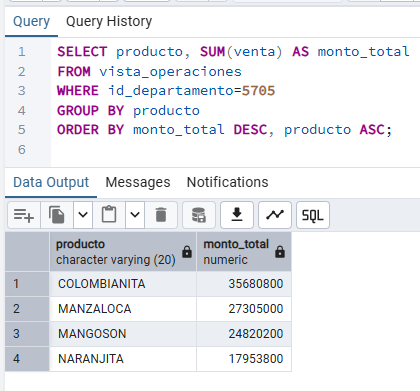 Query Query History
1 SELECT producto, SUM(venta) AS monto_total
2 FROM vista_operaciones
3 WHERE id_departamento=5705
4 GROUP BY producto
5 ORDER BY monto_total DESC, producto ASC;
6
Data Output Messages Notifications
SQL
producto monto_total
character varying (20) numeric
1 COLOMBIANITA 35680800
2 MANZALOCA 27305000
3 MANGOSON 24820200
4 NARANJITA 17953800